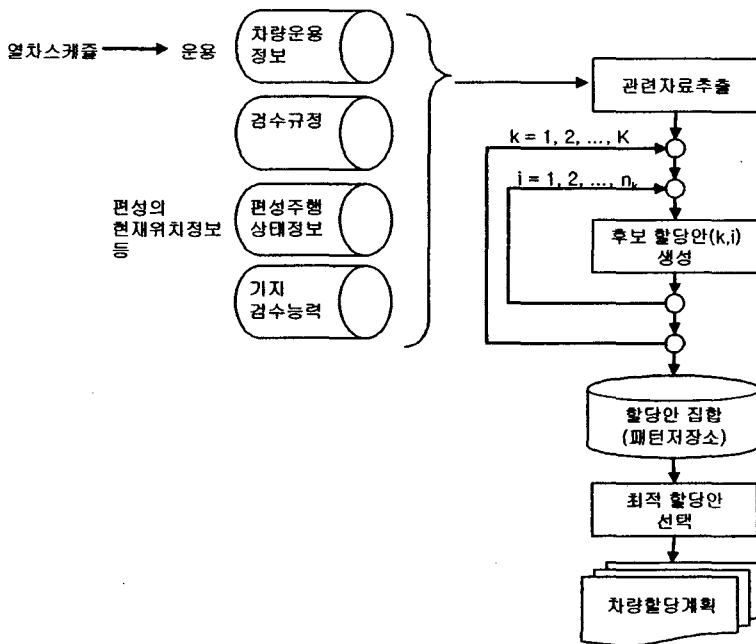 열차스케쥴
운용
차량운용
정보
검수규정
편성의
현재위치정보
등
편성주행
상태정보
기지
검수능력
관련자료추출
k = 1, 2, ..., K
i = 1, 2, ..., nk
후보 할당안(k,i)
생성
할당안 집합
(패턴저장소)
최적 할당안
선택
차량할당계획